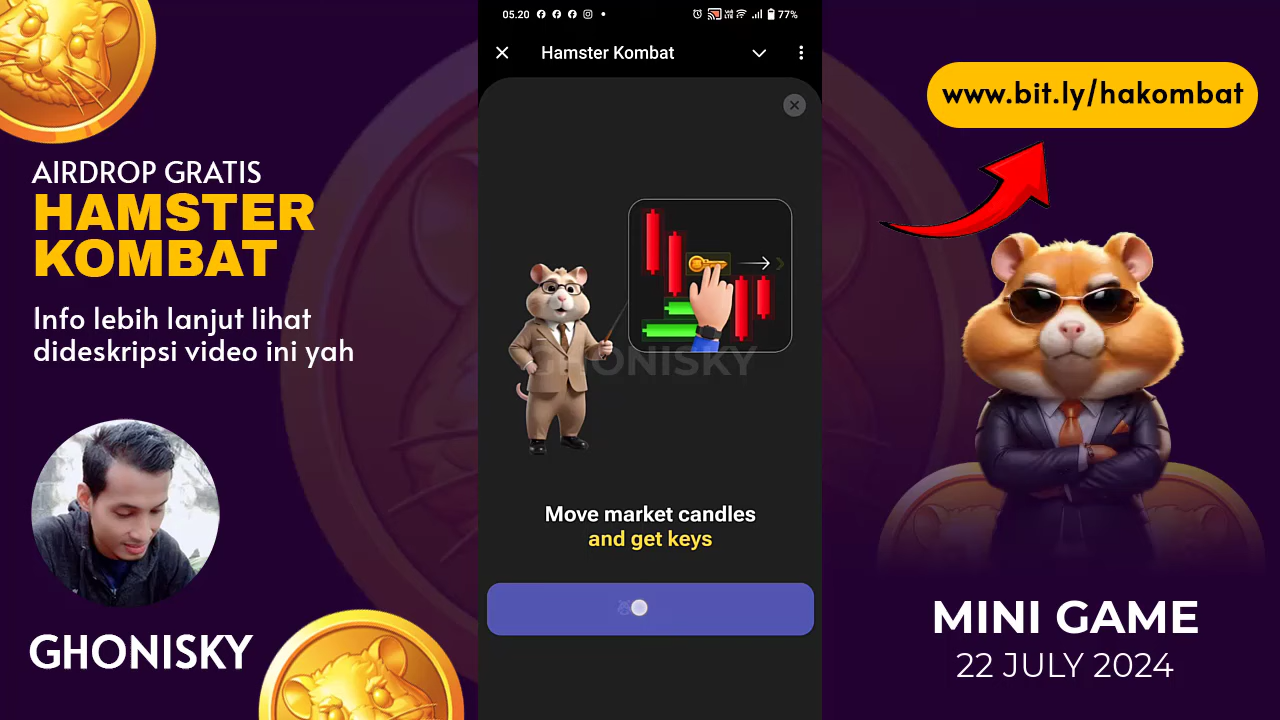 AIRDROP GRATIS
HAMSTER
KOMBAT
Info lebih lanjut lihat
dideskripsi video ini yah
GHONISKY
05.20
77%
Hamster Kombat
GHONISKY
Move market candles
and get keys
www.bit.ly/hakombat
MINI GAME
22 JULY 2024